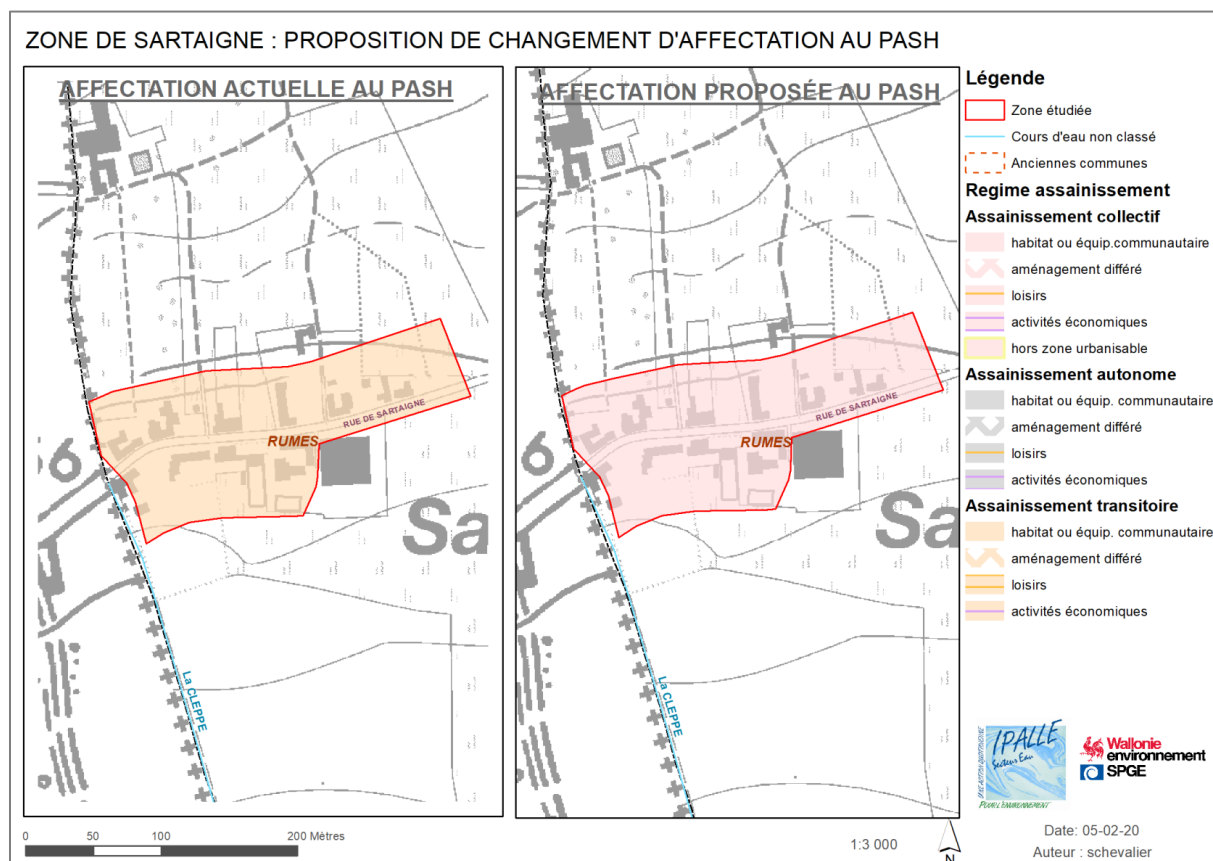 ZONE DE SARTAIGNE : PROPOSITION DE CHANGEMENT D'AFFECTATION AU PASH
AFFECTATION ACTUELLE AU PASH
RUE DE SARTAIGNE
RUMES
6
Sa
La CLEPPE
AFFECTATION PROPOSÉE AU PASH
RUE DE SARTAIGNE
RUMES
6
Sa
La CLEPPE
Légende
Zone étudiée
Cours d'eau non classé
Anciennes communes
Regime assainissement
Assainissement collectif
habitat ou équip.communautaire
aménagement différé
loisirs
activités économiques
hors zone urbanisable
Assainissement autonome
habitat ou équip. communautaire
aménagement différé
loisirs
activités économiques
Assainissement transitoire
habitat ou équip. communautaire
aménagement différé
loisirs
activités économiques
IPALLE
Secteur Eau
POUR L'ENVIRONNEMENT
Wallonie
environnement
SPGE
0 50 100 200 Mètres
1:3 000
N
Date: 05-02-20
Auteur : schevalier